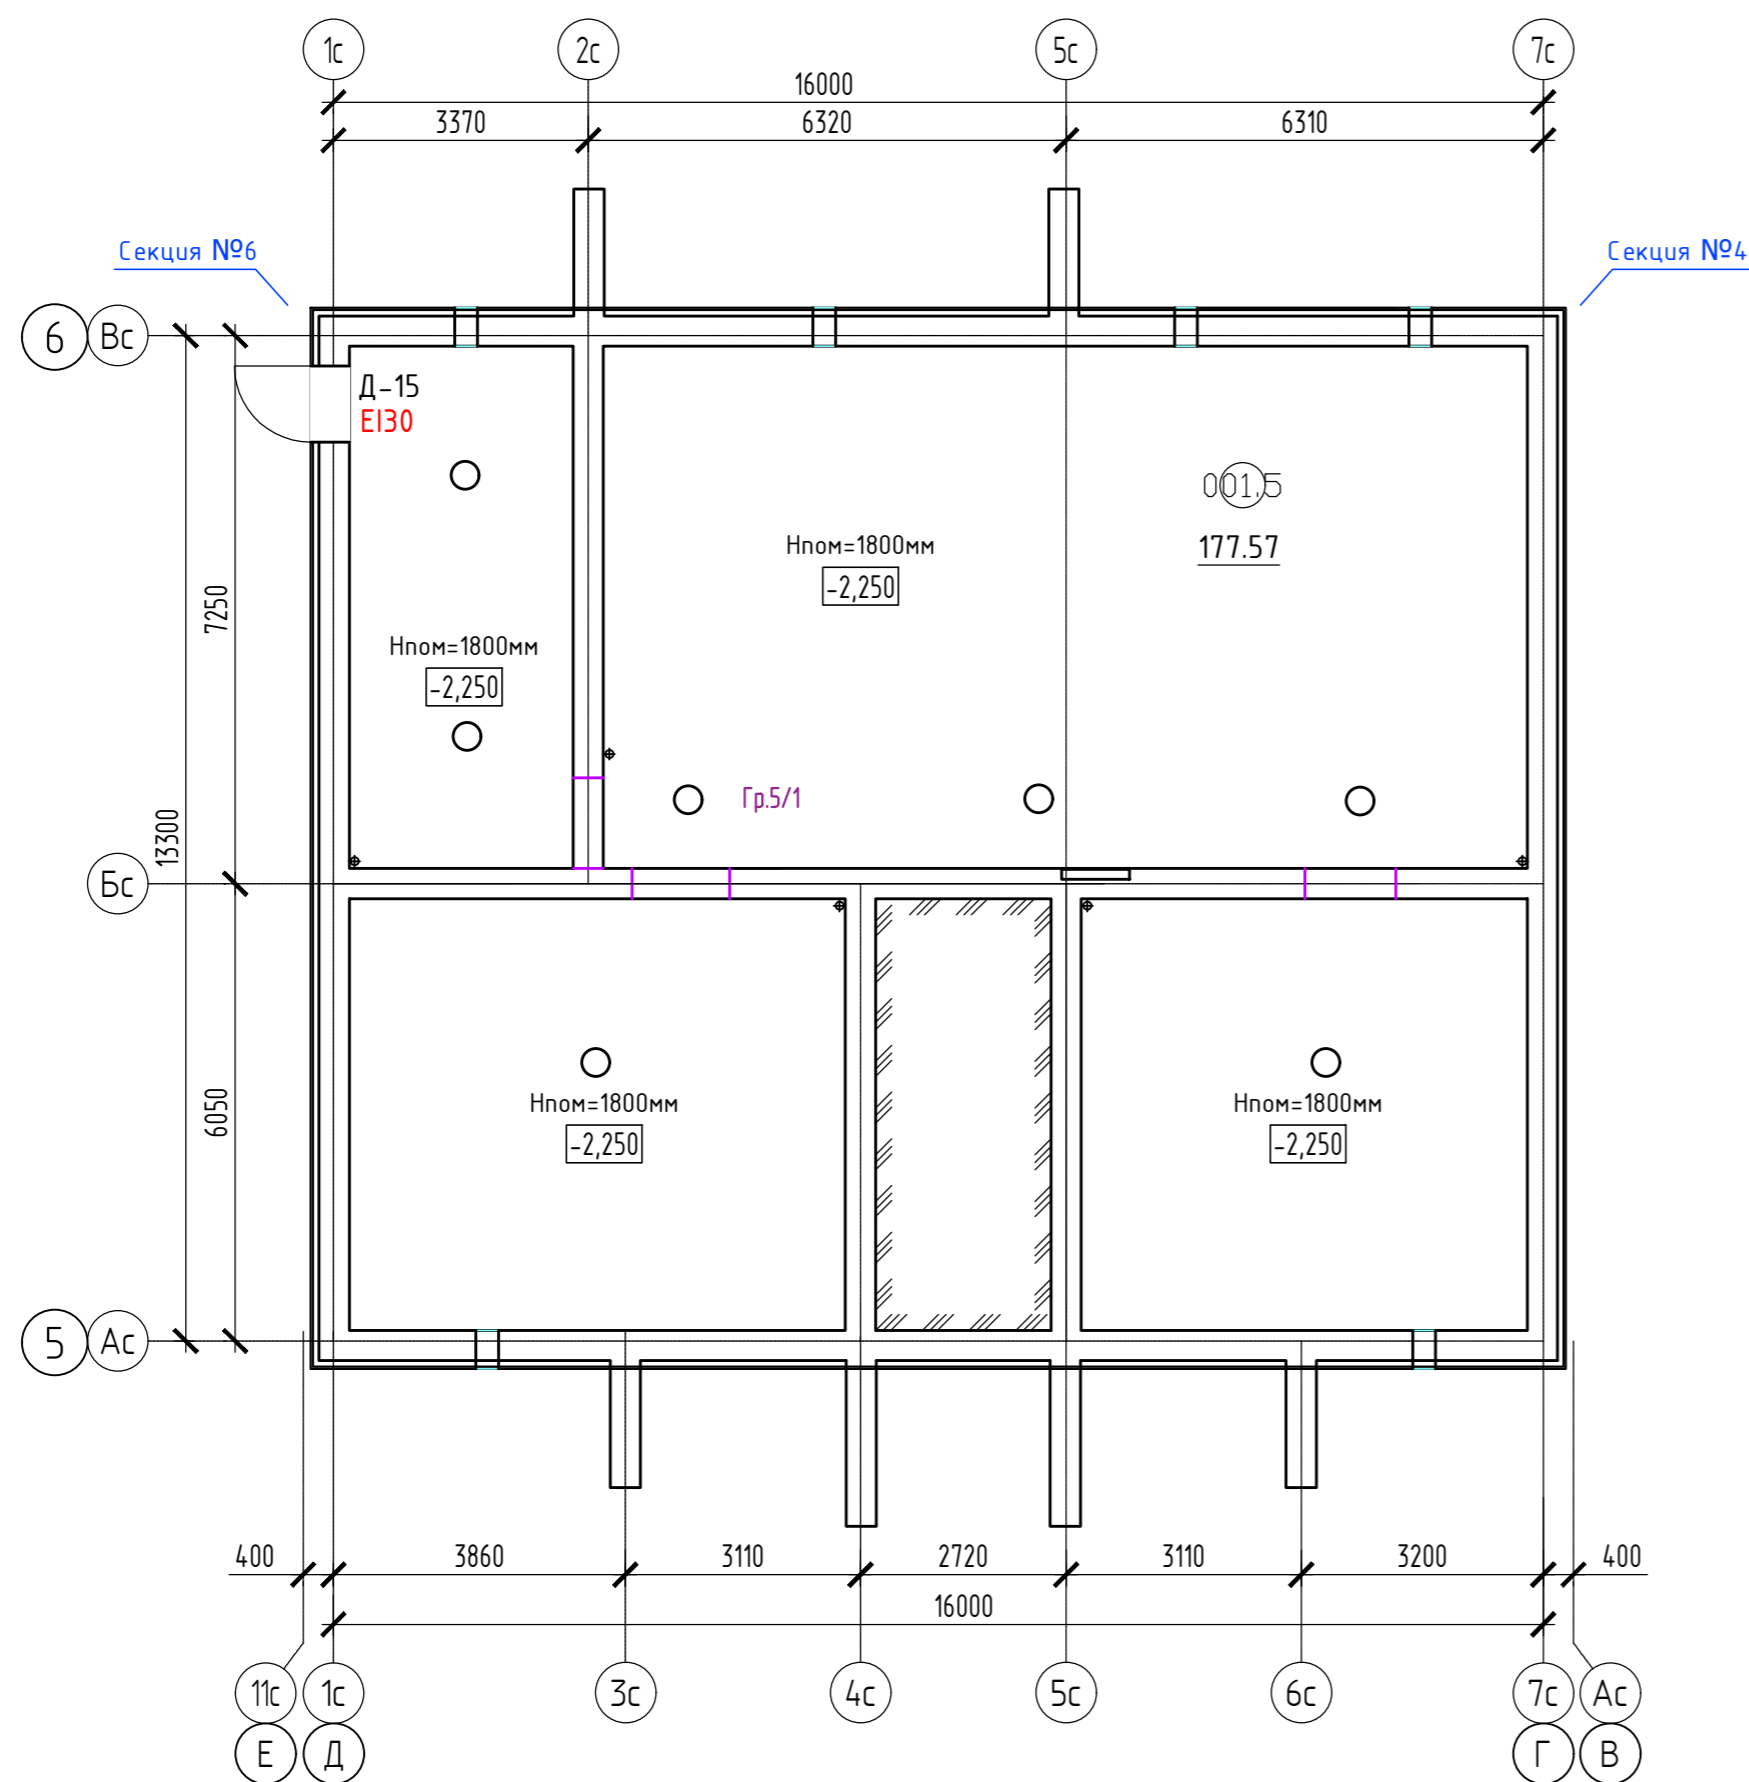 1с 2с 5с 7с
16000
3370 6320 6310
Секция №6
Секция №4
6 Вс
Д-15
EI30
001.5
Нпом=1800мм
177.57
-2,250
7250
Нпом=1800мм
-2,250
Гр.5/1
13300
Бс
6050
Нпом=1800мм
-2,250
Нпом=1800мм
-2,250
5 Ас
400 3860 3110 2720 3110 3200 400
16000
11с 1с 3с 4с 5с 6с 7с Ас
Е Д Г В